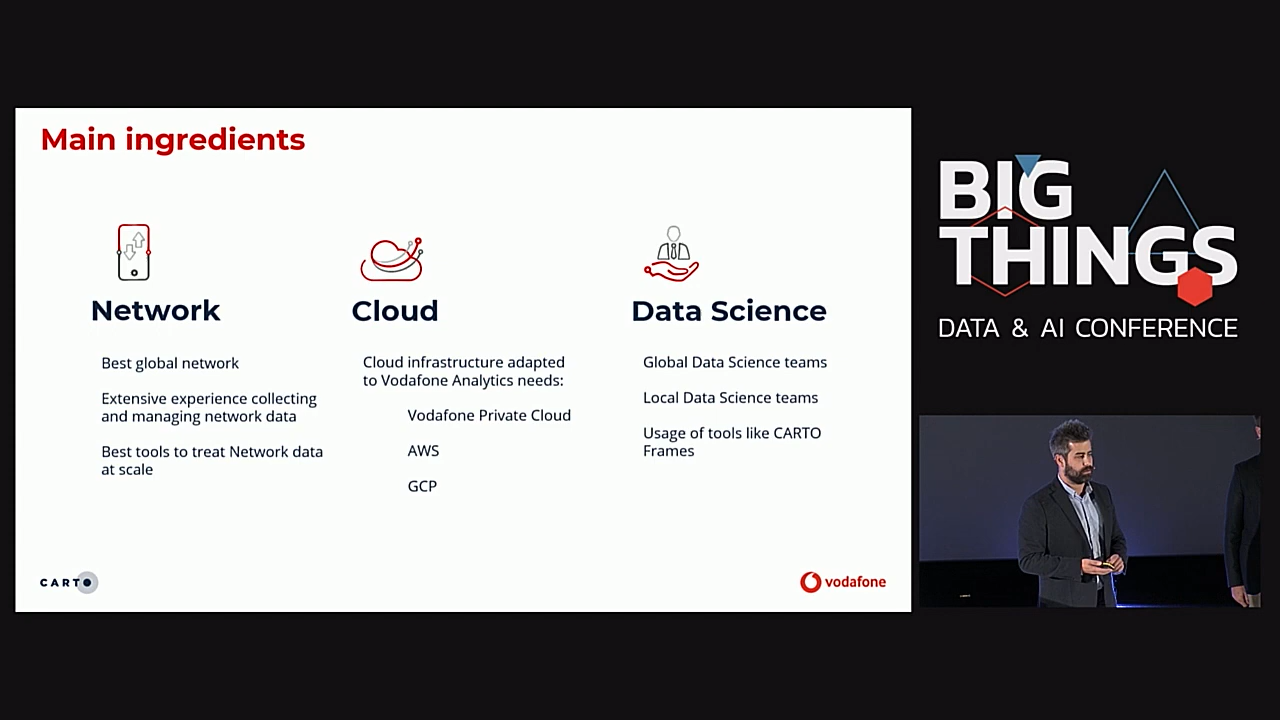 Main ingredients
Network
Best global network
Extensive experience collecting
and managing network data
Best tools to treat Network data
at scale
Cloud
Cloud infrastructure adapted
to Vodafone Analytics needs:
Vodafone Private Cloud
AWS
GCP
Data Science
Global Data Science teams
Local Data Science teams
Usage of tools like CARTO
Frames
CARTO
vodafone
BIG
THINGS
DATA & AI CONFERENCE